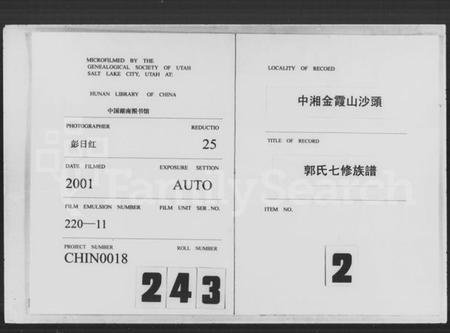 MICROFILMED BY THE
GENEALOGICAL SOCIETY OF UTAH
SALT LAKE CITY, UTAH AT:
HUNAN LIBRARY OF CHINA
中国湖南图书馆
PHOTOGRAPHER REDUCTIO
彭日红 25
DATE FILMED EXPOSURE SETTION
2001 AUTO
FILM EMULSION NUMBER FILM UNIT SER.NO.
220—11
PROJECT NUMBER ROLL NUMBER
CHIN0018
243
LOCALITY OF RECOED
中湘金霞山沙頭
TITLE OF RECORD
郭氏七修族譜
ITEM NO.
2
FamilySearch